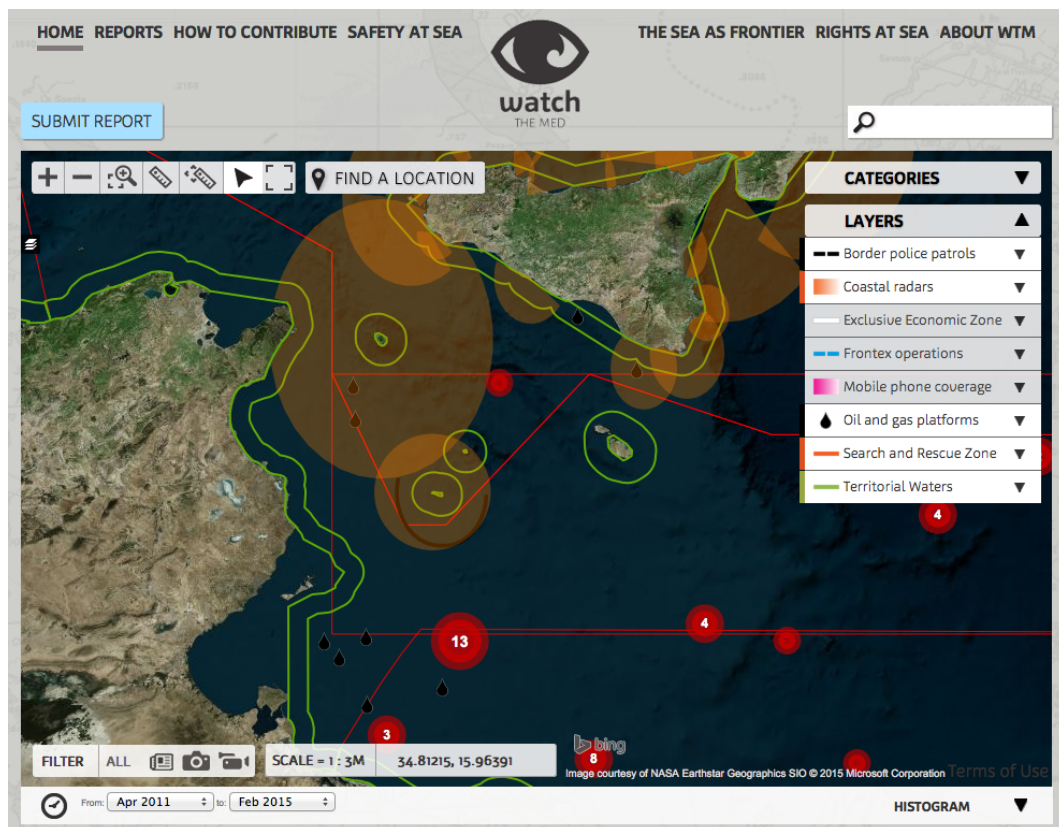 HOME REPORTS HOW TO CONTRIBUTE SAFETY AT SEA
THE SEA AS FRONTIER RIGHTS AT SEA ABOUT WTM
watch
THE MED
SUBMIT REPORT
FIND A LOCATION
CATEGORIES
LAYERS
Border police patrols
Coastal radars
Exclusive Economic Zone
Frontex operations
Mobile phone coverage
Oil and gas platforms
Search and Rescue Zone
Territorial Waters
4
4
13
3
bing
8
FILTER ALL
SCALE = 1 : 3M
34.81215, 15.96391
Image courtesy of NASA Earthstar Geographics SIO © 2015 Microsoft Corporation Terms of Use
From: Apr 2011 to: Feb 2015
HISTOGRAM